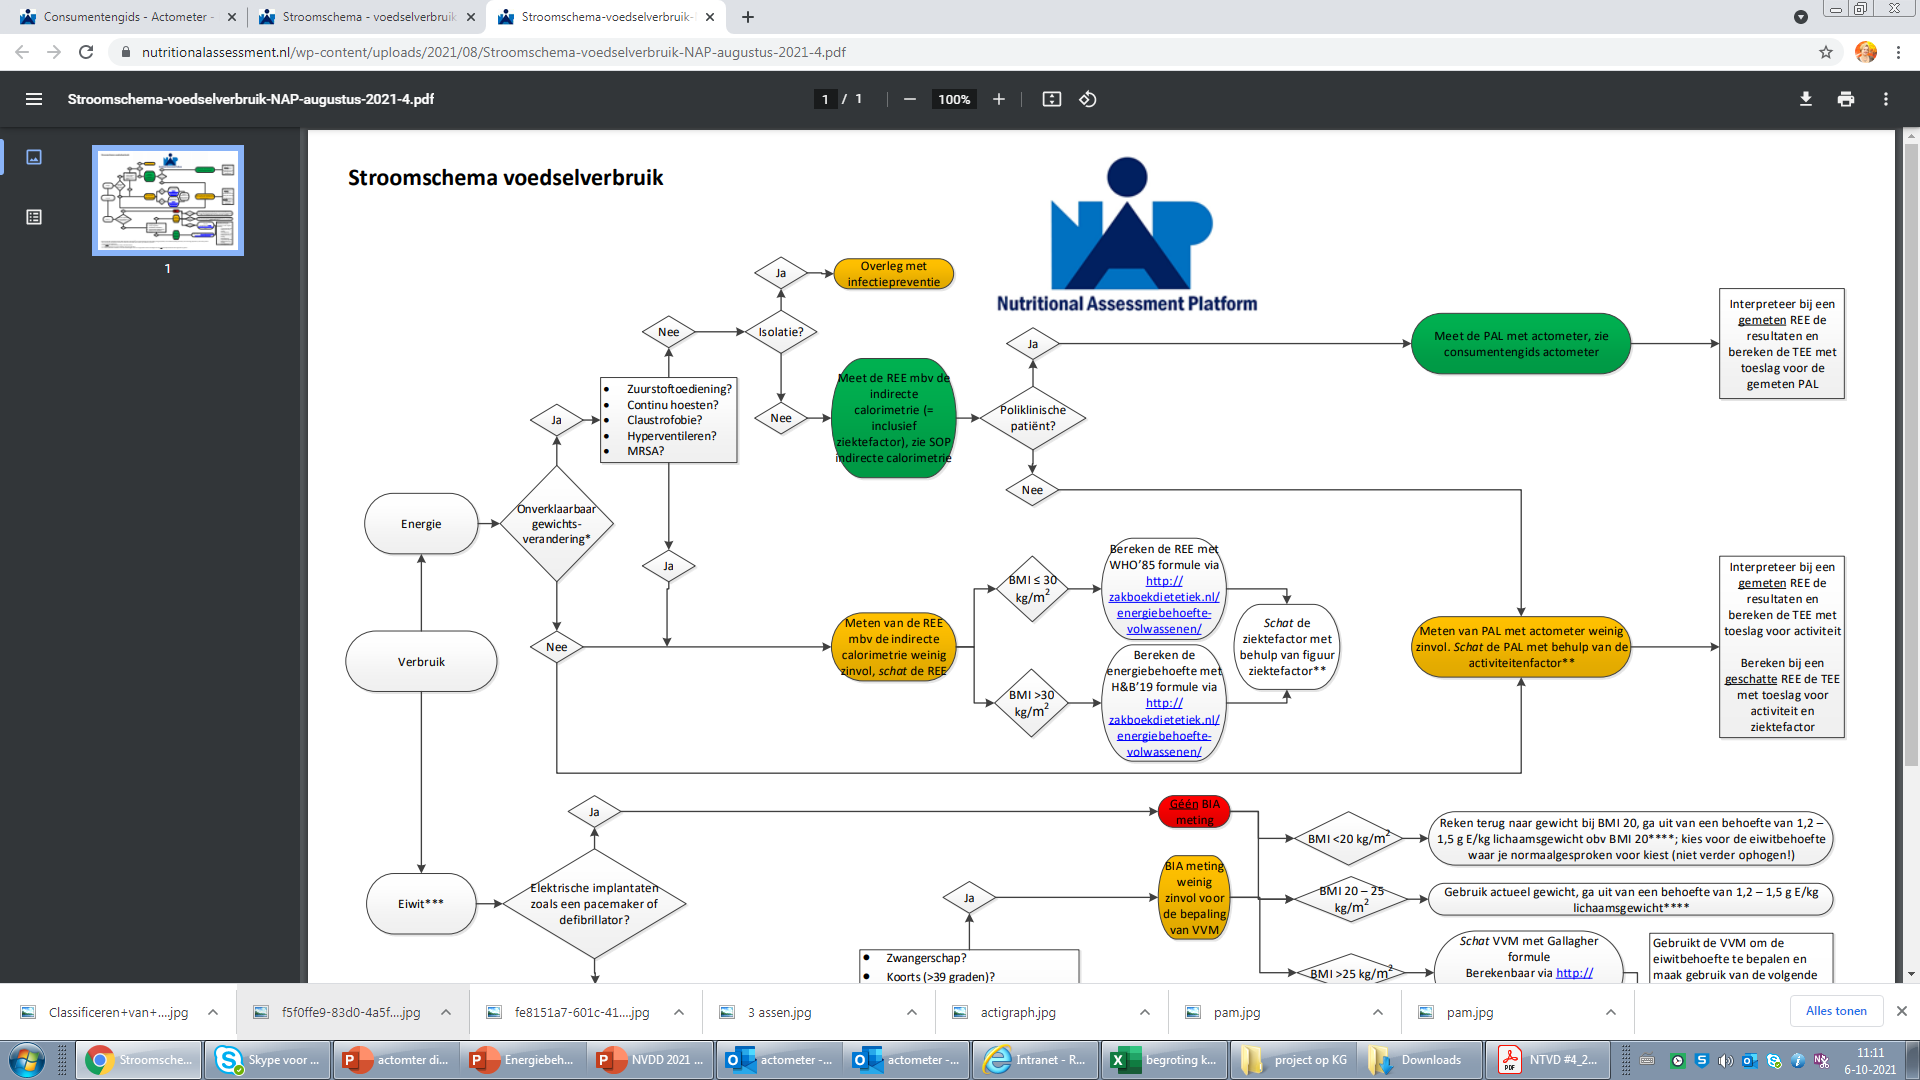 Consumentengids - Actometer -
Stroomschema - voedselverbruik
Stroomschema-voedselverbruik-
nutritionalassessment.nl/wp-content/uploads/2021/08/Stroomschema-voedselverbruik-NAP-augustus-2021-4.pdf
Stroomschema-voedselverbruik-NAP-augustus-2021-4.pdf
1 / 1
100%
1
Stroomschema voedselverbruik
NAP
Nutritional Assessment Platform
Ja
Overleg met
infectiepreventie
Nee
Isolatie?
Ja
Meet de PAL met actometer, zie
consumentengids actometer
Interpreteer bij een
gemeten REE de
resultaten en
bereken de TEE met
toeslag voor de
gemeten PAL
Ja
Zuurstoftoediening?
Continu hoesten?
Claustrofobie?
Hyperventileren?
MRSA?
Nee
Meet de REE mbv de
indirecte
calorimetrie (=
inclusief
ziektefactor), zie SOP
indirecte calorimetrie
Poliklinische
patiënt?
Nee
Energie
Onverklaarbaar
gewichts-
verandering*
Ja
Nee
Verbruik
Meten van de REE
mbv de indirecte
calorimetrie weinig
zinvol, schat de REE
BMI ≤ 30
kg/m2
Bereken de REE met
WHO'85 formule via
http://
zakboekdietetiek.nl/
energiebehoefte-
volwassenen/
BMI >30
kg/m2
Bereken de
energiebehoefte met
H&B'19 formule via
http://
zakboekdietetiek.nl/
energiebehoefte-
volwassenen/
Schat de
ziektefactor met
behulp van figuur
ziektefactor**
Meten van PAL met actometer weinig
zinvol. Schat de PAL met behulp van de
activiteitenfactor**
Interpreteer bij een
gemeten REE de
resultaten en
bereken de TEE met
toeslag voor activiteit
Bereken bij een
geschatte REE de TEE
met toeslag voor
activiteit en
ziektefactor
Ja
Géén BIA
meting
BMI <20 kg/m2
Reken terug naar gewicht bij BMI 20, ga uit van een behoefte van 1,2 –
1,5 g E/kg lichaamsgewicht obv BMI 20****; kies voor de eiwitbehoefte
waar je normaalgesproken voor kiest (niet verder ophogen!)
Eiwit***
Elektrische implantaten
zoals een pacemaker of
defibrillator?
Ja
BIA meting
weinig
zinvol voor
de bepaling
van VVM
BMI 20 – 25
kg/m2
Gebruik actueel gewicht, ga uit van een behoefte van 1,2 – 1,5 g E/kg
lichaamsgewicht****
Zwangerschap?
Koorts (>39 graden)?
BMI >25 kg/m2
Schat VVM met Gallagher
formule
Berekenbaar via http://
Gebruikt de VVM om de
eiwitbehoefte te bepalen en
maak gebruik van de volgende
Classificeren+van+....jpg
f5f0ffe9-83d0-4a5f....jpg
fe8151a7-601c-41....jpg
3 assen.jpg
actigraph.jpg
pam.jpg
pam.jpg
Alles tonen
Stroomsche...
Skype voor ...
actomter di...
Energiebeh...
NVDD 2021 ...
actometer -...
actometer -...
Intranet - R...
begroting k...
project op KG
Downloads
NTVD #4_2...
11:11
6-10-2021